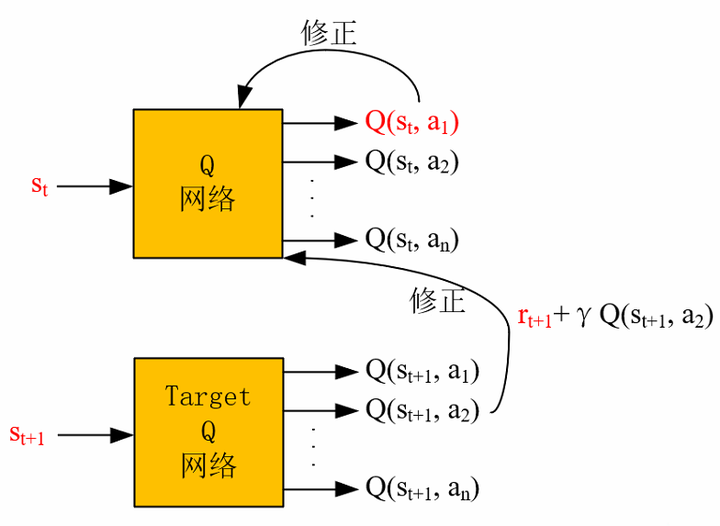 修正
s_t
Q
网络
Q(s_t, a_1)
Q(s_t, a_2)
Q(s_t, a_n)
修正
r_{t+1}+ γ Q(s_{t+1}, a_2)
s_{t+1}
Target
Q
网络
Q(s_{t+1}, a_1)
Q(s_{t+1}, a_2)
Q(s_{t+1}, a_n)